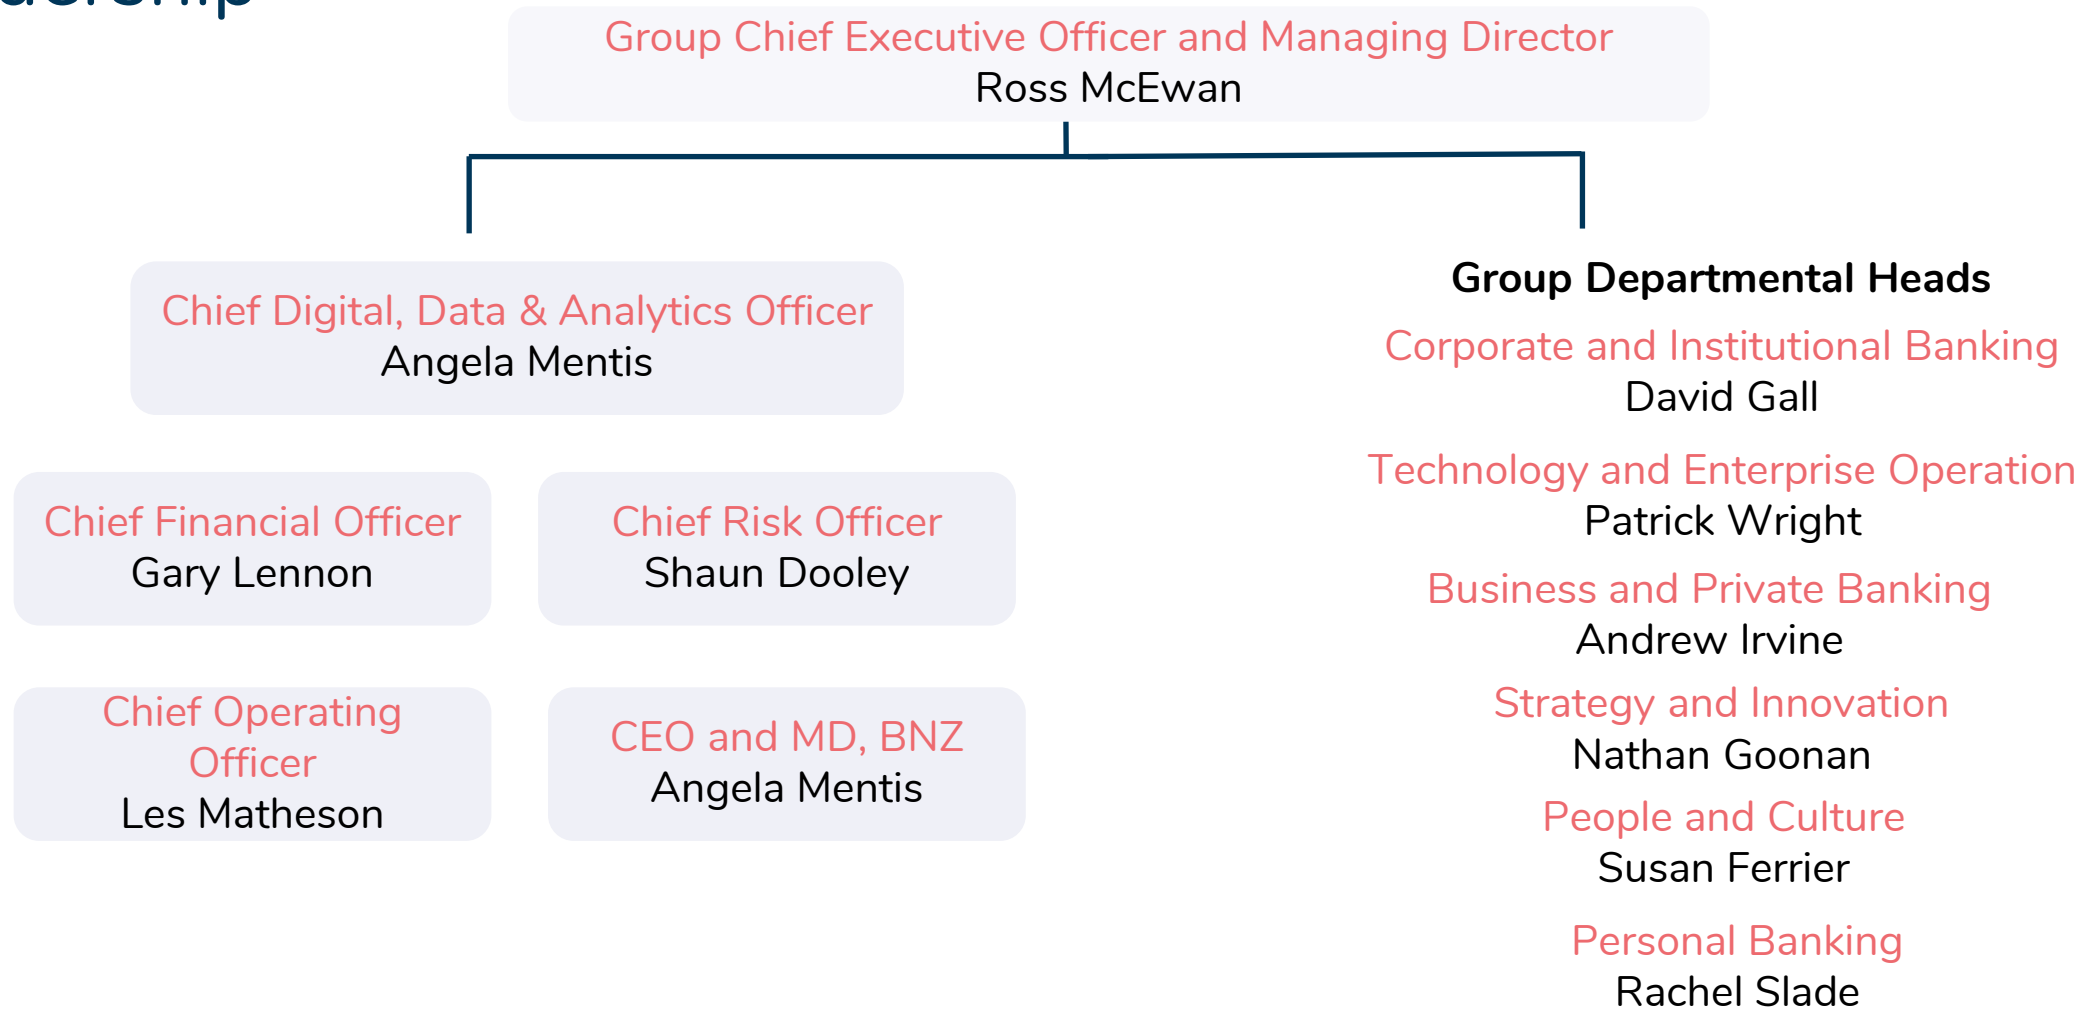 Group Chief Executive Officer and Managing Director
Ross McEwan
Chief Digital, Data & Analytics Officer
Angela Mentis
Chief Financial Officer
Gary Lennon
Chief Risk Officer
Shaun Dooley
Chief Operating
Officer
Les Matheson
CEO and MD, BNZ
Angela Mentis
Group Departmental Heads
Corporate and Institutional Banking
David Gall
Technology and Enterprise Operation
Patrick Wright
Business and Private Banking
Andrew Irvine
Strategy and Innovation
Nathan Goonan
People and Culture
Susan Ferrier
Personal Banking
Rachel Slade